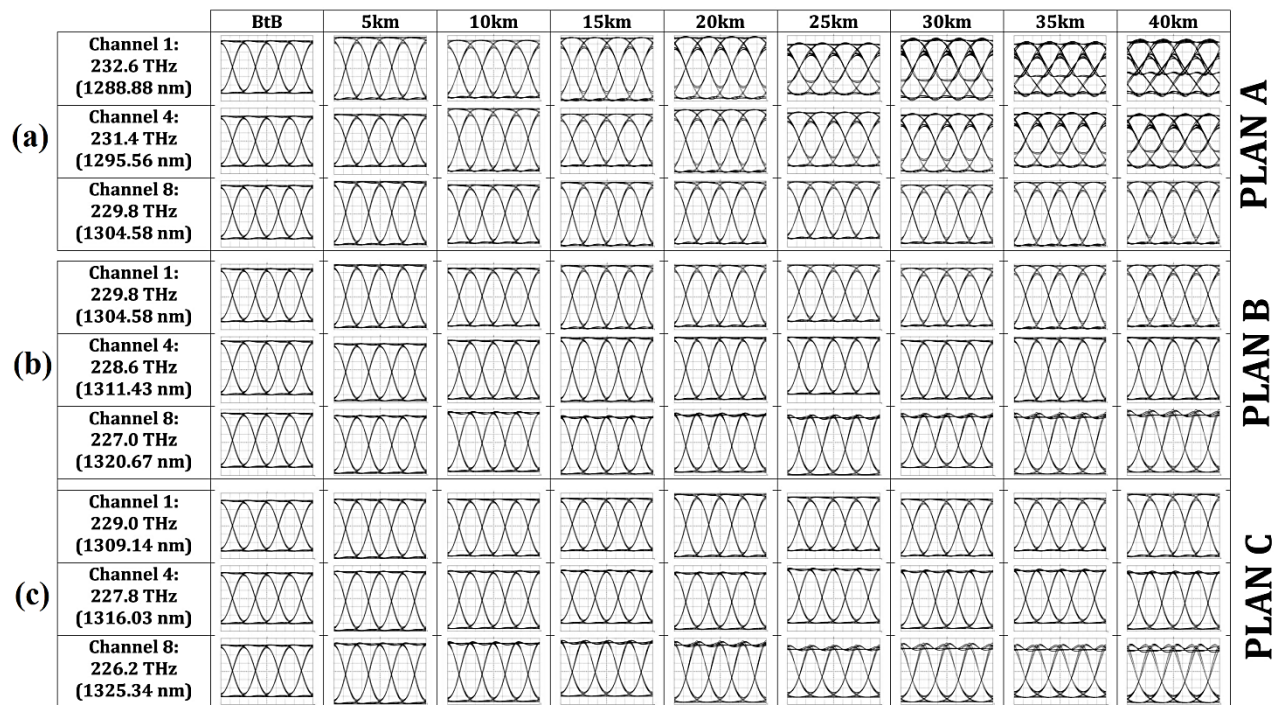 BtB 5km 10km 15km 20km 25km 30km 35km 40km
(a)
Channel 1:
232.6 THz
(1288.88 nm)
Channel 4:
231.4 THz
(1295.56 nm)
Channel 8:
229.8 THz
(1304.58 nm)
PLAN A
(b)
Channel 1:
229.8 THz
(1304.58 nm)
Channel 4:
228.6 THz
(1311.43 nm)
Channel 8:
227.0 THz
(1320.67 nm)
PLAN B
(c)
Channel 1:
229.0 THz
(1309.14 nm)
Channel 4:
227.8 THz
(1316.03 nm)
Channel 8:
226.2 THz
(1325.34 nm)
PLAN C